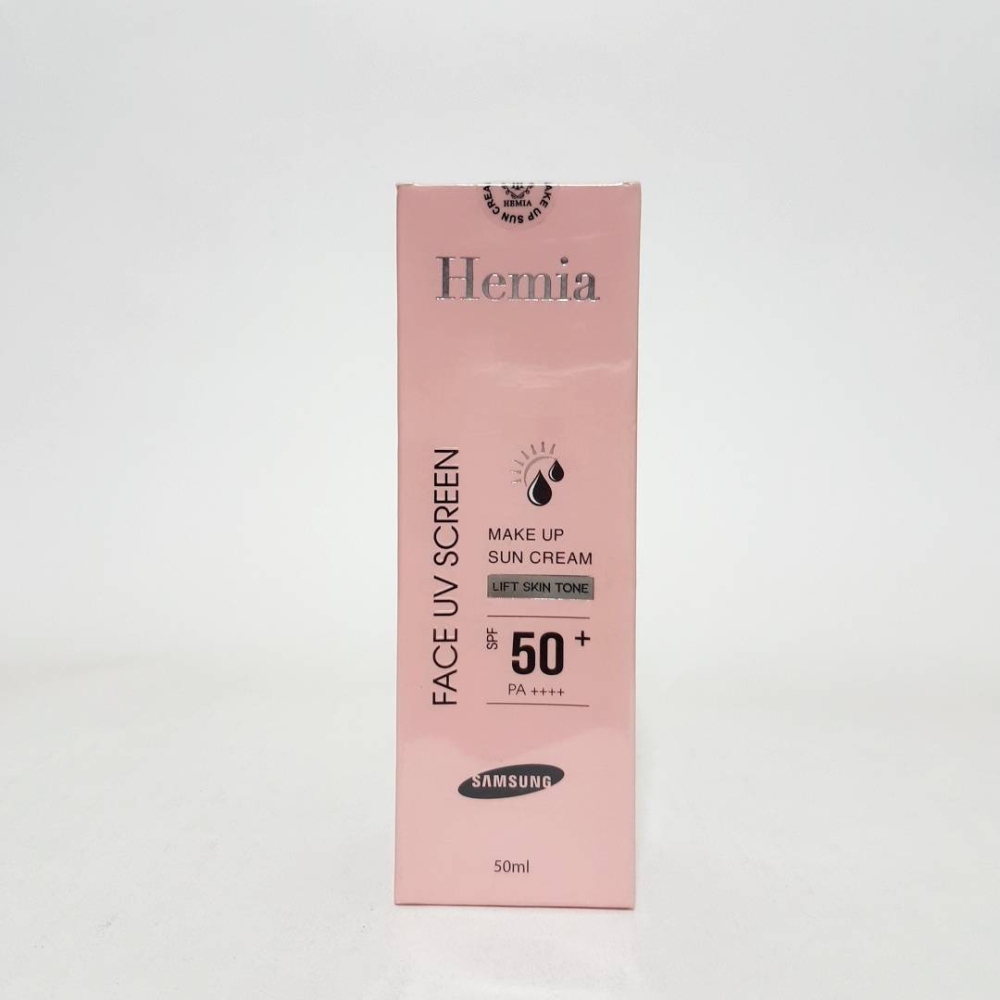 MAKE UP SUN CREA
HEMIA
Hemia
FACE UV SCREEN
MAKE UP
SUN CREAM
LIFT SKIN TONE
SPF
50+
PA ++++
SAMSUNG
50ml